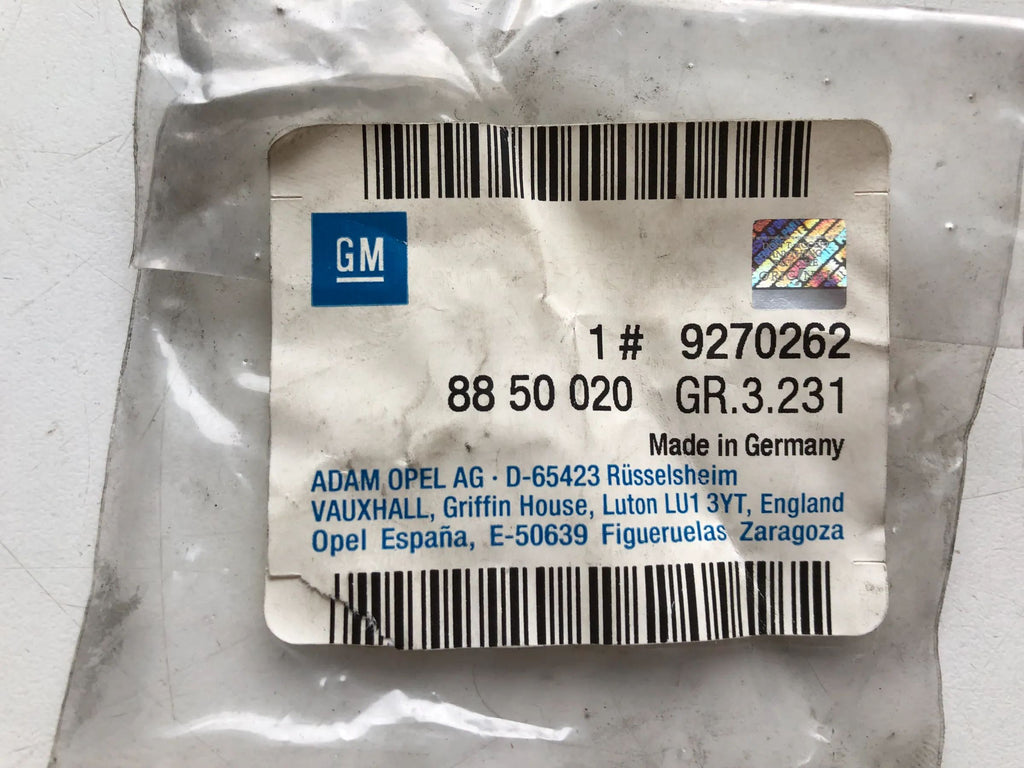 GM
1 # 9270262
88 50 020 GR.3.231
Made in Germany
ADAM OPEL AG · D-65423 Rüsselsheim
VAUXHALL, Griffin House, Luton LU1 3YT, England
Opel España, E-50639 Figueruelas Zaragoza